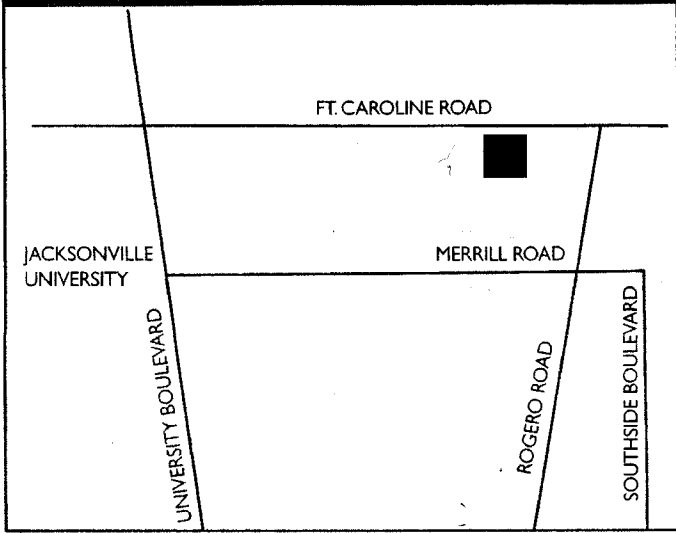 FT. CAROLINE ROAD
JACKSONVILLE
UNIVERSITY
MERRILL ROAD
UNIVERSITY BOULEVARD
ROGERO ROAD
SOUTHSIDE BOULEVARD